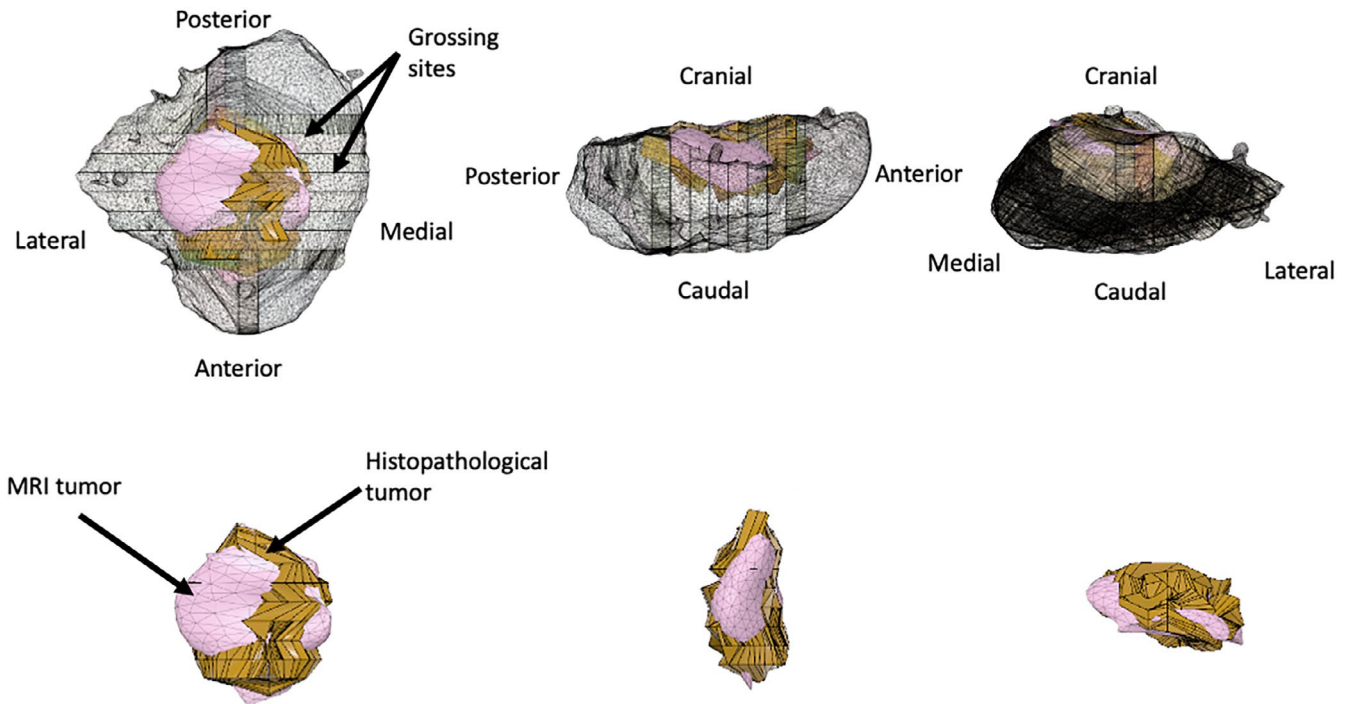 Posterior
Grossing
sites
Lateral
Medial
Anterior
Cranial
Posterior
Anterior
Caudal
Cranial
Medial
Lateral
Caudal
MRI tumor
Histopathological
tumor